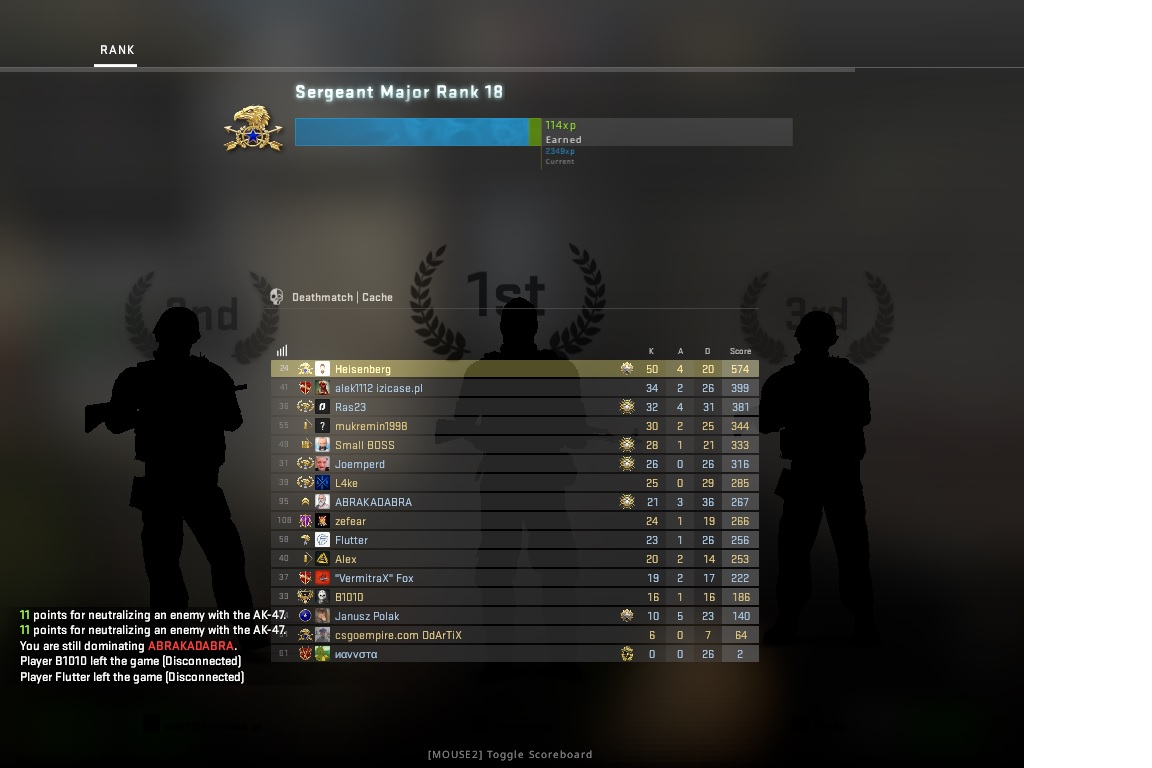 RANK
Sergeant Major Rank 18
114xp
Earned
2349xp
Current
2nd
1st
3rd
Deathmatch | Cache
K A D Score
24 Heisenberg 50 4 20 574
41 alek1112 izicase.pl 34 2 26 399
36 Ras23 32 4 31 381
55 ? mukremin1998 30 2 25 344
49 Small BOSS 28 1 21 333
31 Joemperd 26 0 26 316
39 L4ke 25 0 29 285
95 ABRAKADABRA 21 3 36 267
108 zefear 24 1 19 266
58 Flutter 23 1 26 256
40 Alex 20 2 14 253
37 "VermitraX" Fox 19 2 17 222
33 B1010 16 1 16 186
Janusz Polak 10 5 23 140
csgoempire.com OdArTiX 6 0 7 64
61 иαννστα 0 0 26 2
11 points for neutralizing an enemy with the AK-47.
11 points for neutralizing an enemy with the AK-47.
You are still dominating ABRAKADABRA.
Player B1010 left the game (Disconnected)
Player Flutter left the game (Disconnected)
[MOUSE2] Toggle Scoreboard